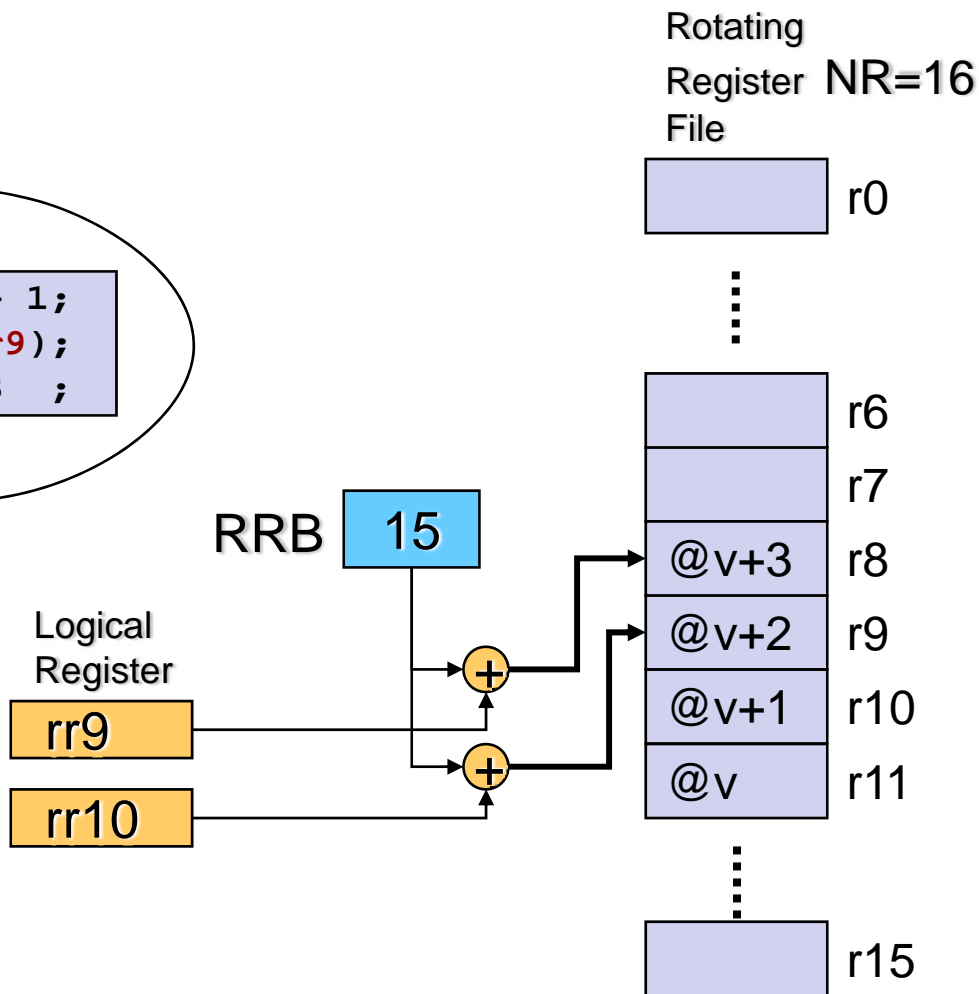 Rotating
Register NR=16
File
r0
1;
9);
;
r6
r7
RRB 15
@v+3 r8
Logical
Register
@v+2 r9
+
rr9
@v+1 r10
+
@v r11
rr10
r15